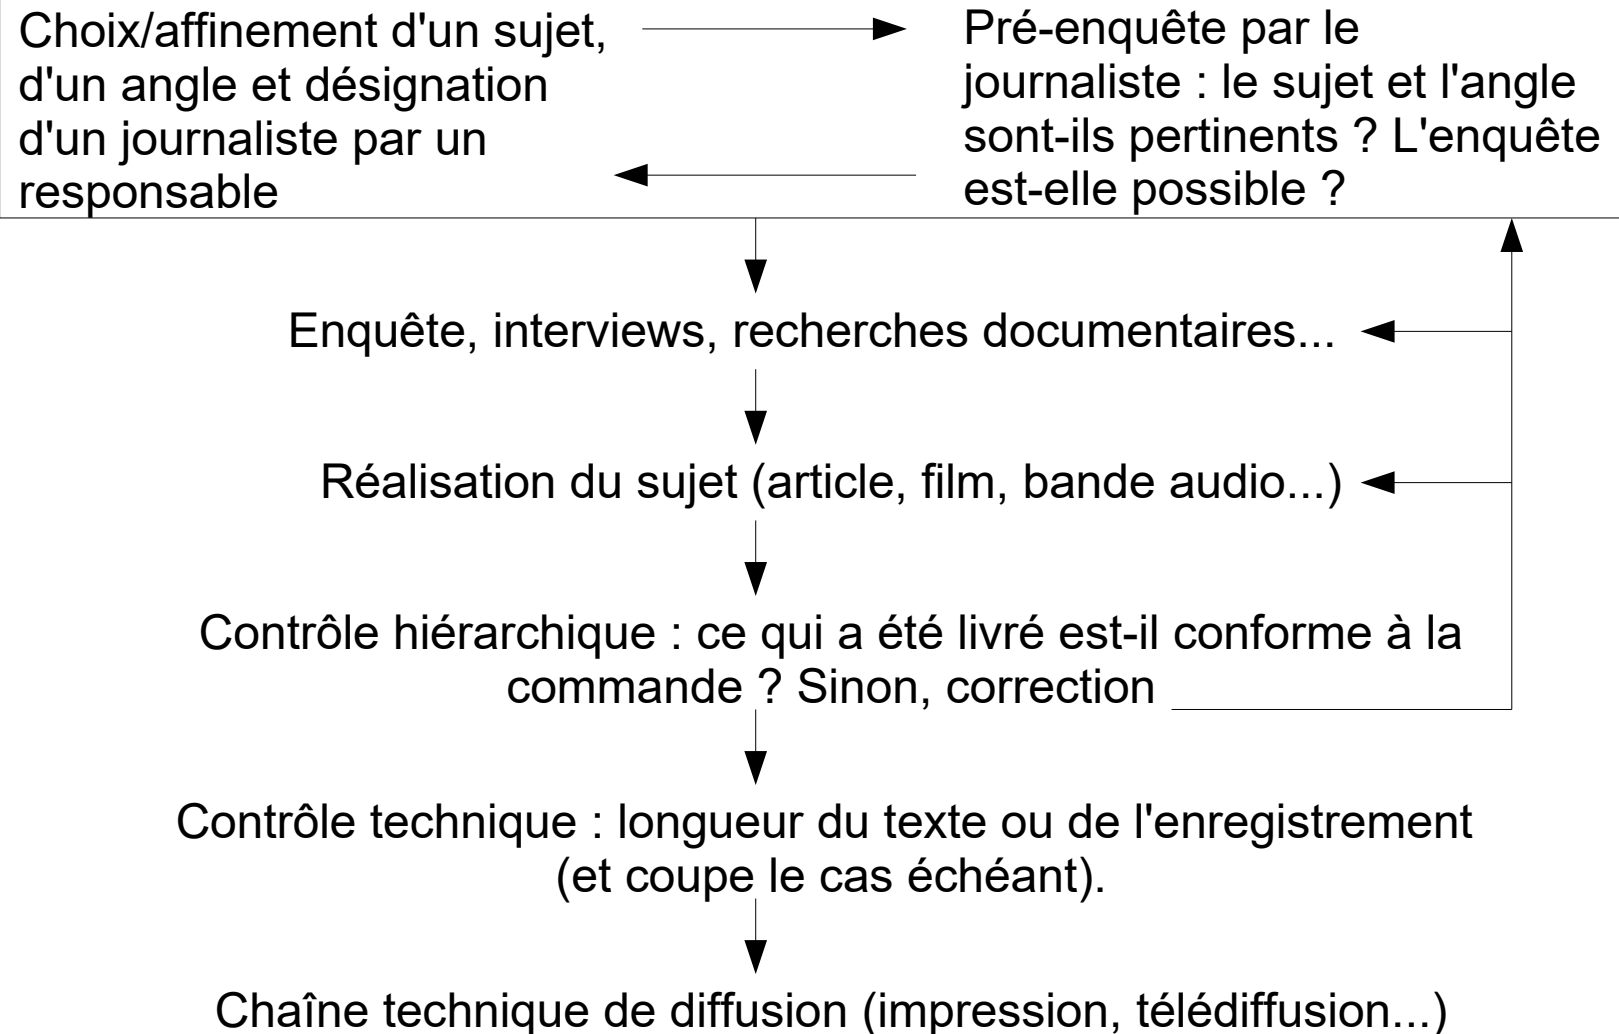 Choix/affinement d'un sujet,
d'un angle et désignation
d'un journaliste par un
responsable
Pré-enquête par le
journaliste : le sujet et l'angle
sont-ils pertinents ? L'enquête
est-elle possible ?
Enquête, interviews, recherches documentaires...
Réalisation du sujet (article, film, bande audio...)
Contrôle hiérarchique : ce qui a été livré est-il conforme à la
commande ? Sinon, correction
Contrôle technique : longueur du texte ou de l'enregistrement
(et coupe le cas échéant).
Chaîne technique de diffusion (impression, télédiffusion...)